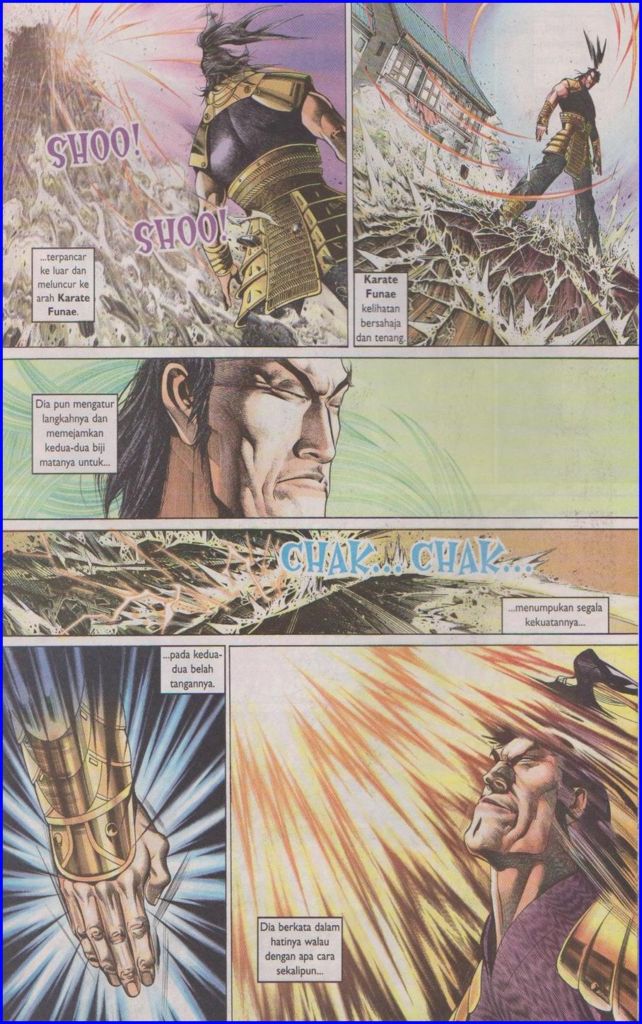 SHOO!
SHOO!
...terpancar
ke luar dan
meluncur ke
arah Karate
Funae.
Karate
Funae
kelihatan
bersahaja
dan tenang.
Dia pun mengatur
langkahnya dan
memejamkan
kedua-dua biji
matanya untuk...
CHAK... CHAK...
...menumpukan segala
kekuatannya...
...pada kedua-
dua belah
tangannya.
Dia berkata dalam
hatinya walau
dengan apa cara
sekalipun...